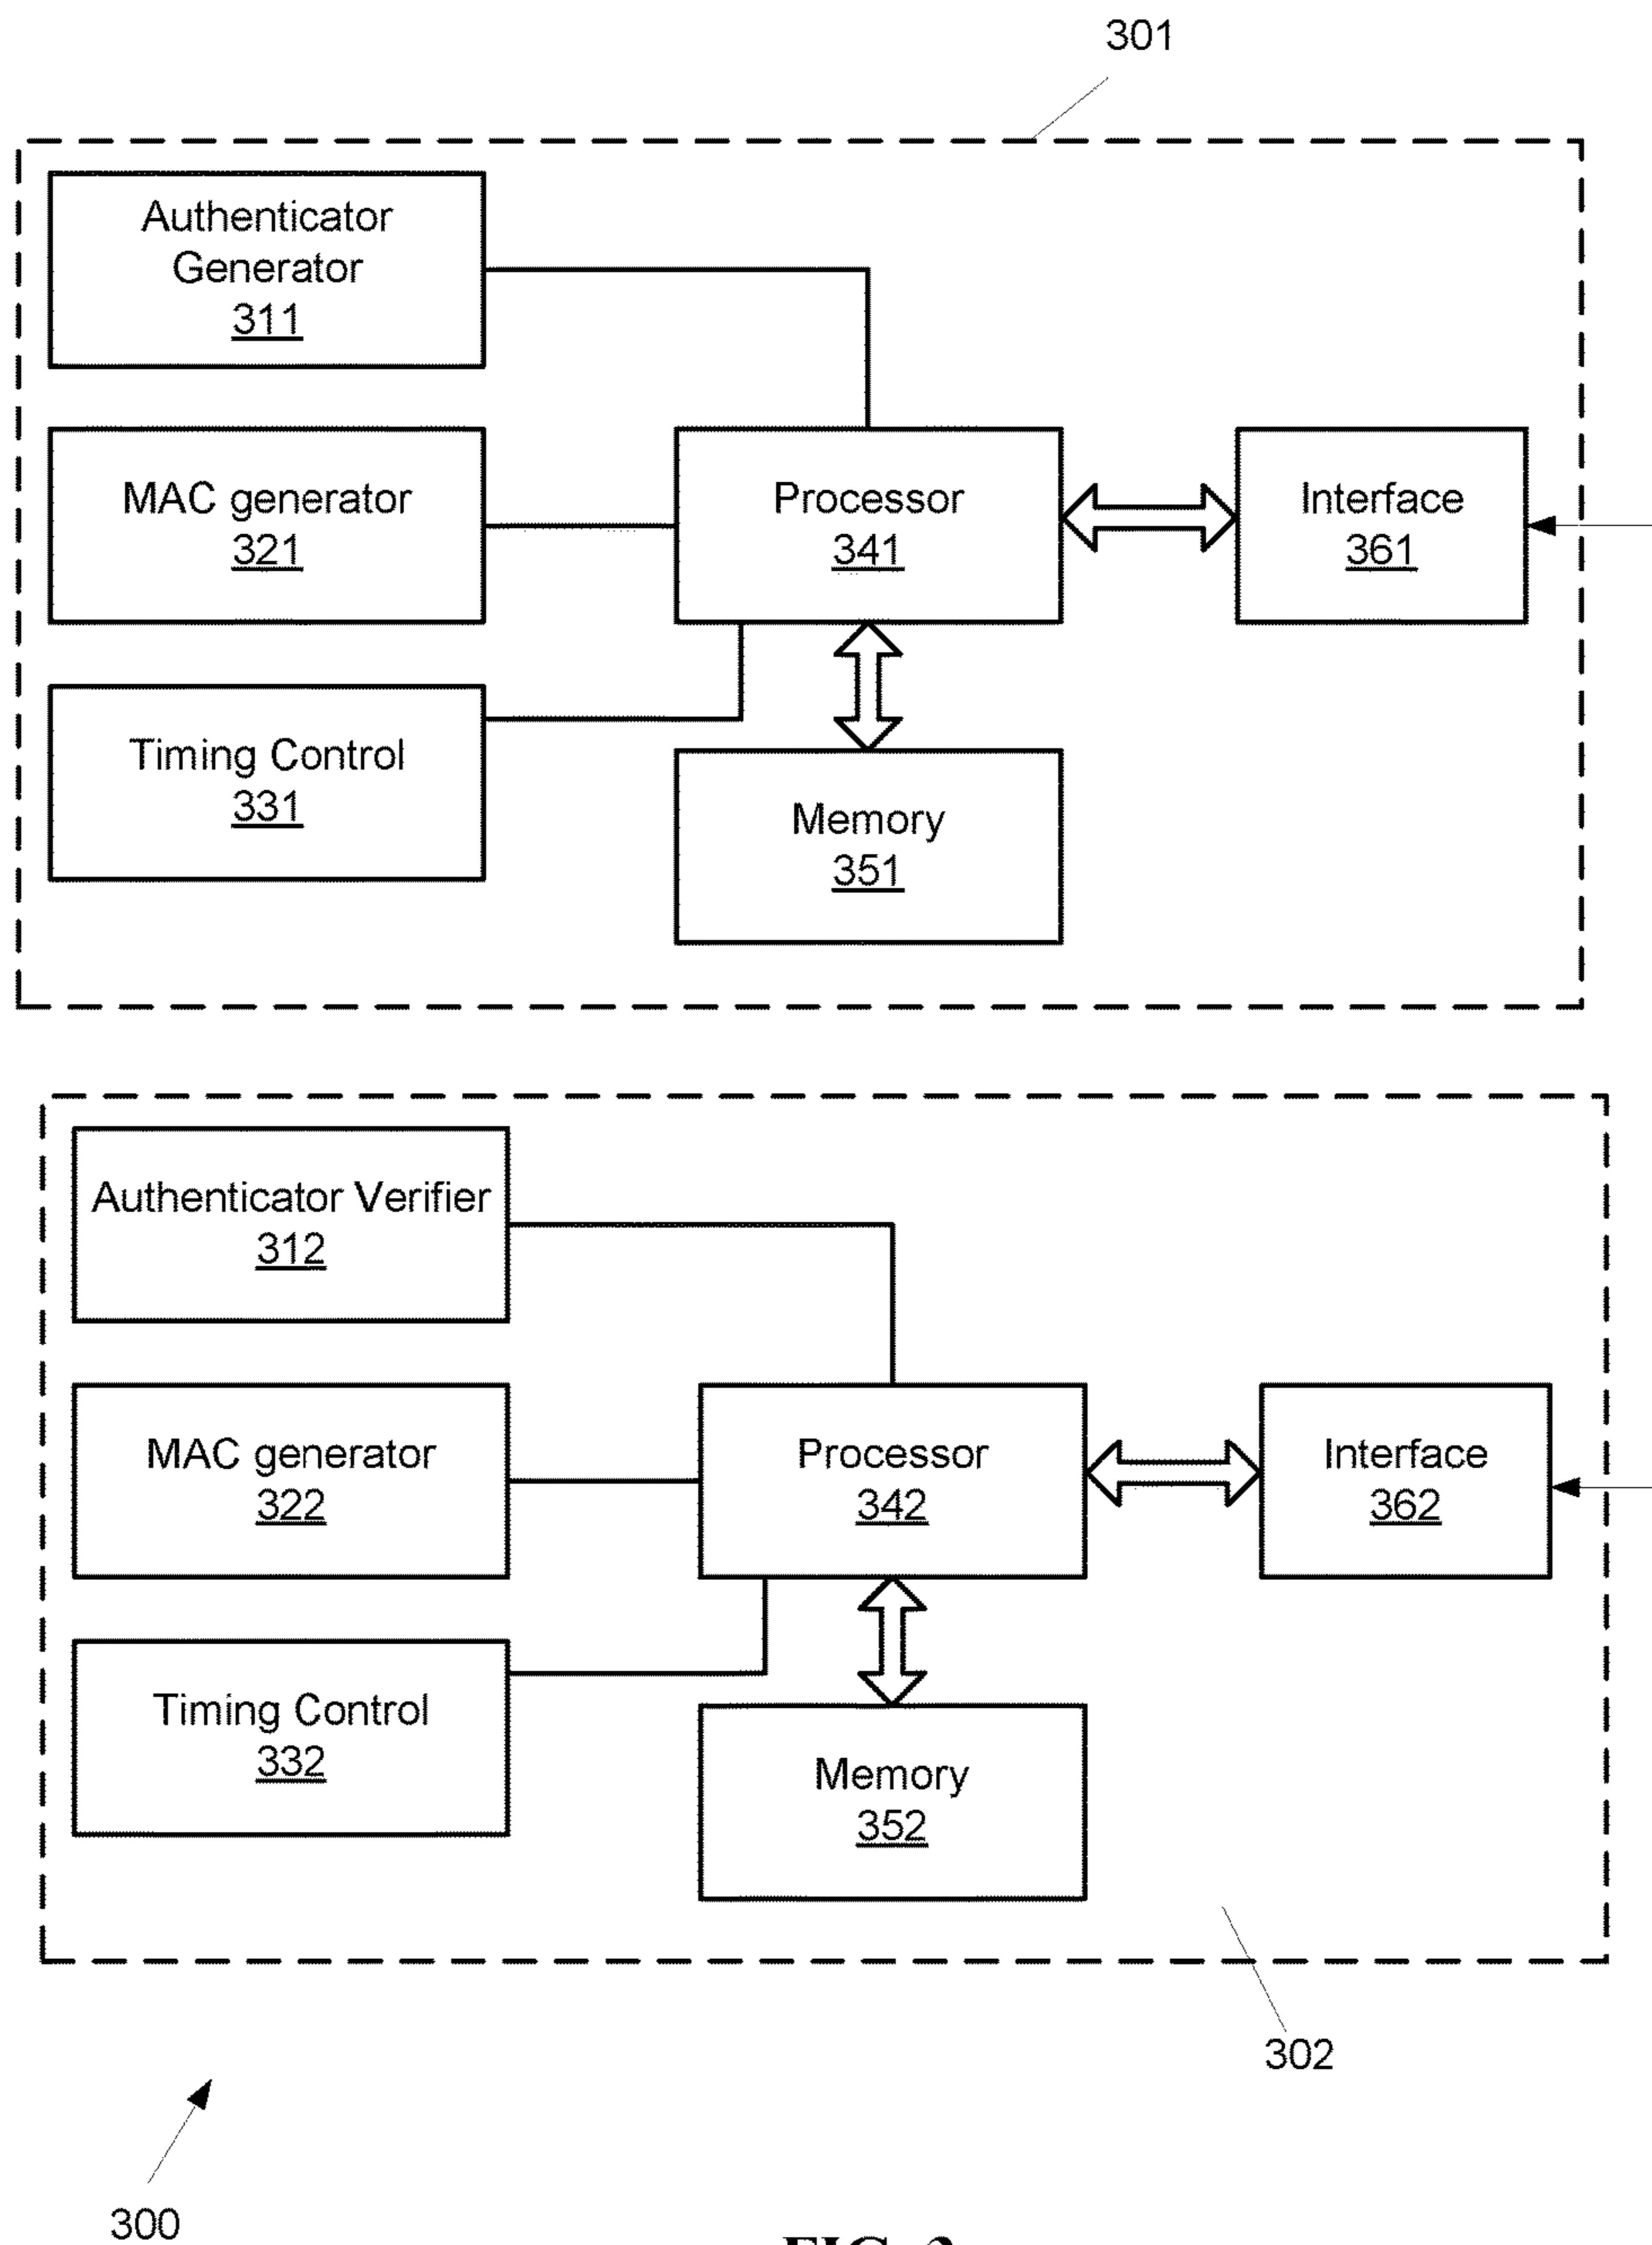 301
Authenticator
Generator
311
MAC generator
321
Processor
341
Interface
361
Timing Control
331
Memory
351
Authenticator Verifier
312
MAC generator
322
Processor
342
Interface
362
Timing Control
332
Memory
352
302
300
FIG.